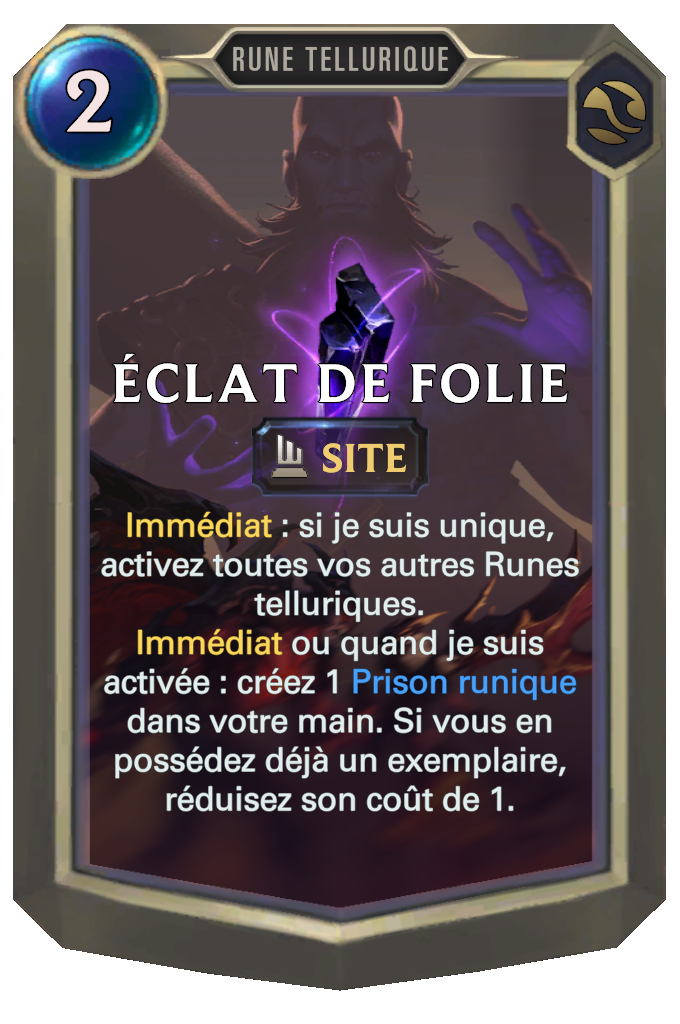 RUNE TELLURIQUE
2
ÉCLAT DE FOLIE
SITE
Immédiat : si je suis unique,
activez toutes vos autres Runes
telluriques.
Immédiat ou quand je suis
activée : créez 1 Prison runique
dans votre main. Si vous en
possédez déjà un exemplaire,
réduisez son coût de 1.